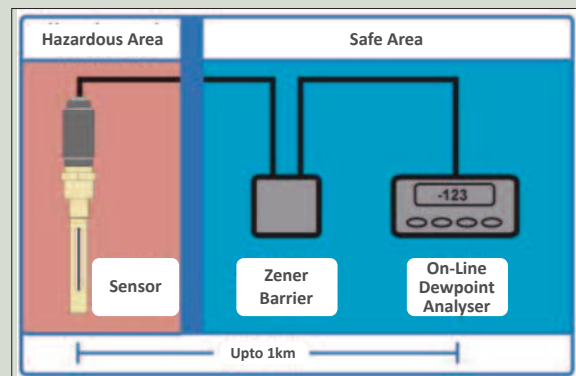 Hazardous Area
Safe Area
-123
Sensor
Zener
Barrier
On-Line
Dewpoint
Analyser
Upto 1km